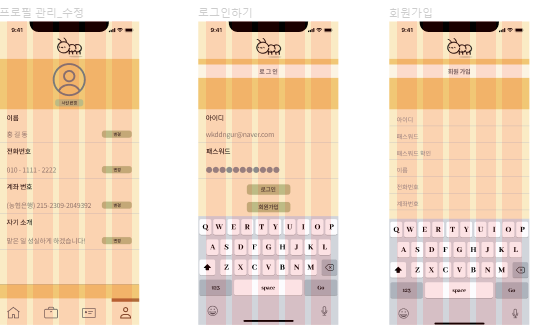 프로필 관리_수정
9:41
사진변경
이름
홍 길 동
변경
전화번호
010 - 1111 - 2222
변경
계좌 번호
(농협은행) 215-2309-2049392
변경
자기 소개
맡은 일 성실하게 하겠습니다!
변경
로그인하기
9:41
로그인
아이디
wkddngur@naver.com
패스워드
로그인
회원가입
Q W E R T Y U I O P
A S D F G H J K L
Z X C V B N M
123 space Go
회원가입
9:41
회원 가입
아이디
패스워드
패스워드 확인
이름
전화번호
계좌번호
Q W E R T Y U I O P
A S D F G H J K L
Z X C V B N M
123 space Go